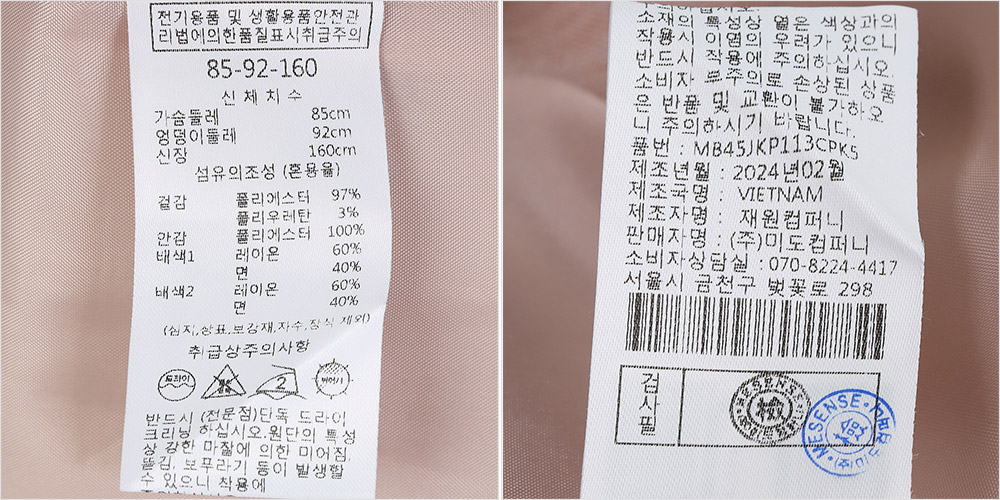 전기용품 및 생활용품안전관
리법에의한품질표시취급주의
85-92-160
신체치수
가슴둘레 85cm
엉덩이둘레 92cm
신장 160cm
섬유의조성 (혼용율)
겉감 폴리에스터 97%
폴리우레탄 3%
안감 폴리에스터 100%
배색1 레이온 60%
면 40%
배색2 레이온 60%
면 40%
(심지,상표,보강재,자수,장식 제외)
취급상주의사항
드라이
2
뉘어기
반드시 (전문점)단독 드라이
크리닝 하십시오.원단의 특성
상 강한 마찰에 의한 미어짐,
뜯김, 보푸라기 등이 발생할
수 있으니 착용에
소재의 특성상 옅은 색상과의
착용시 이염의 우려가 있으니
반드시 착용에 주의하십시오.
소비자 부주의로 손상된 상품
은 반품 및 교환이 불가하오
니 주의하시기 바랍니다.
품번 : MB45JKP113CPK5
제조년월 : 2024년02월
제조국명 : VIETNAM
제조자명 : 재원컴퍼니
판매자명 : (주)미도컴퍼니
소비자상담실 : 070-8224-4417
서울시 금천구 벚꽃로 298
검사필
MESENSE
檢
MESENSE